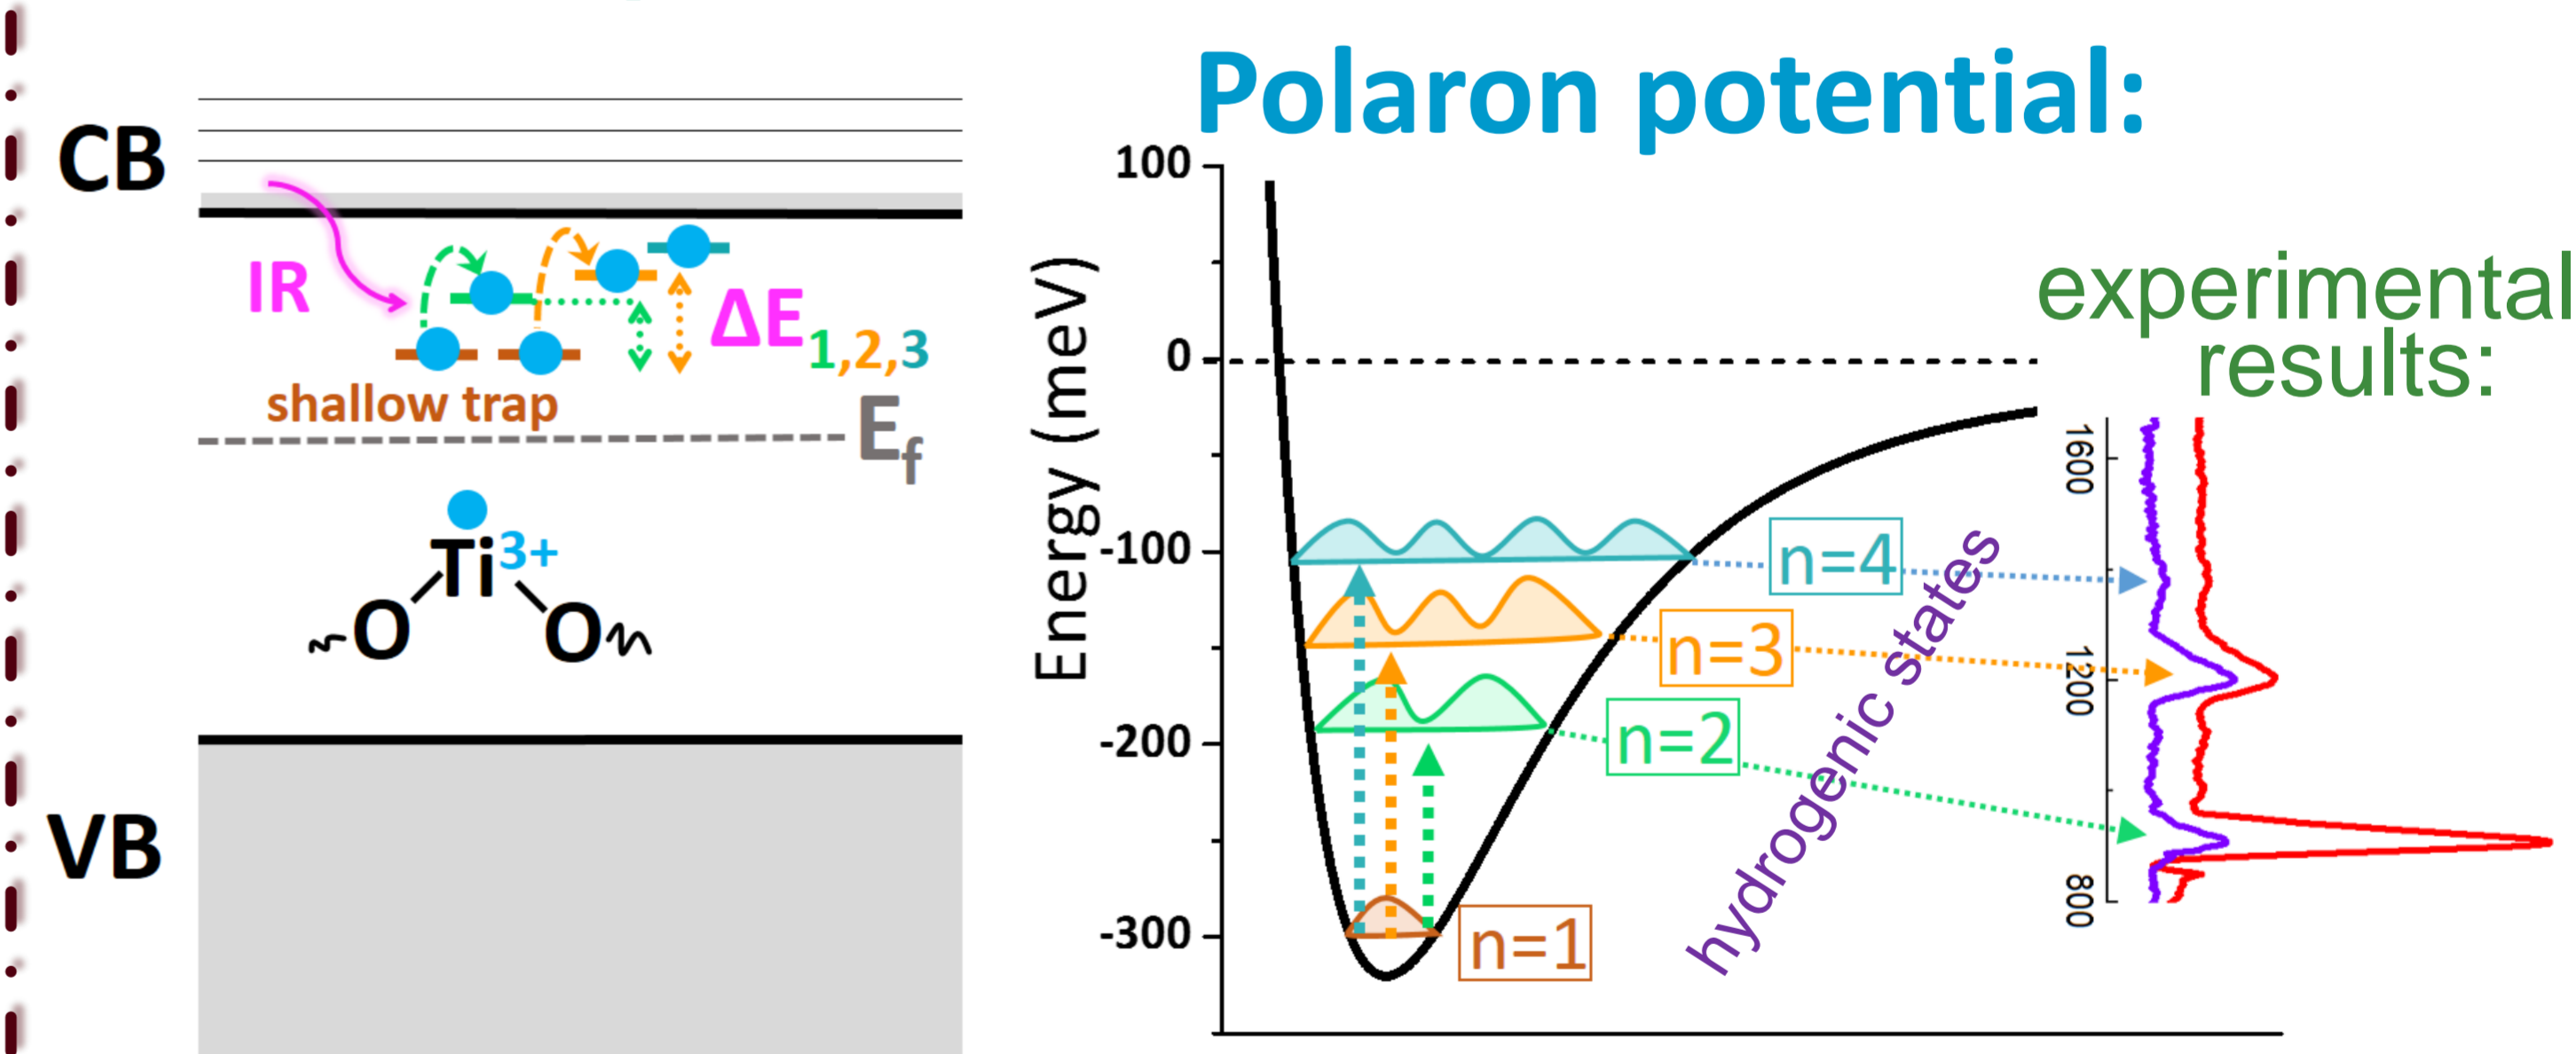 CB
IR
ΔE1,2,3
shallow trap
Ef
Ti3+
~O
O
VB
Polaron potential:
Energy (meV)
100
0
-100
-200
-300
n=4
n=3
n=2
n=1
hydrogenic states
experimental
results:
1600
1200
800